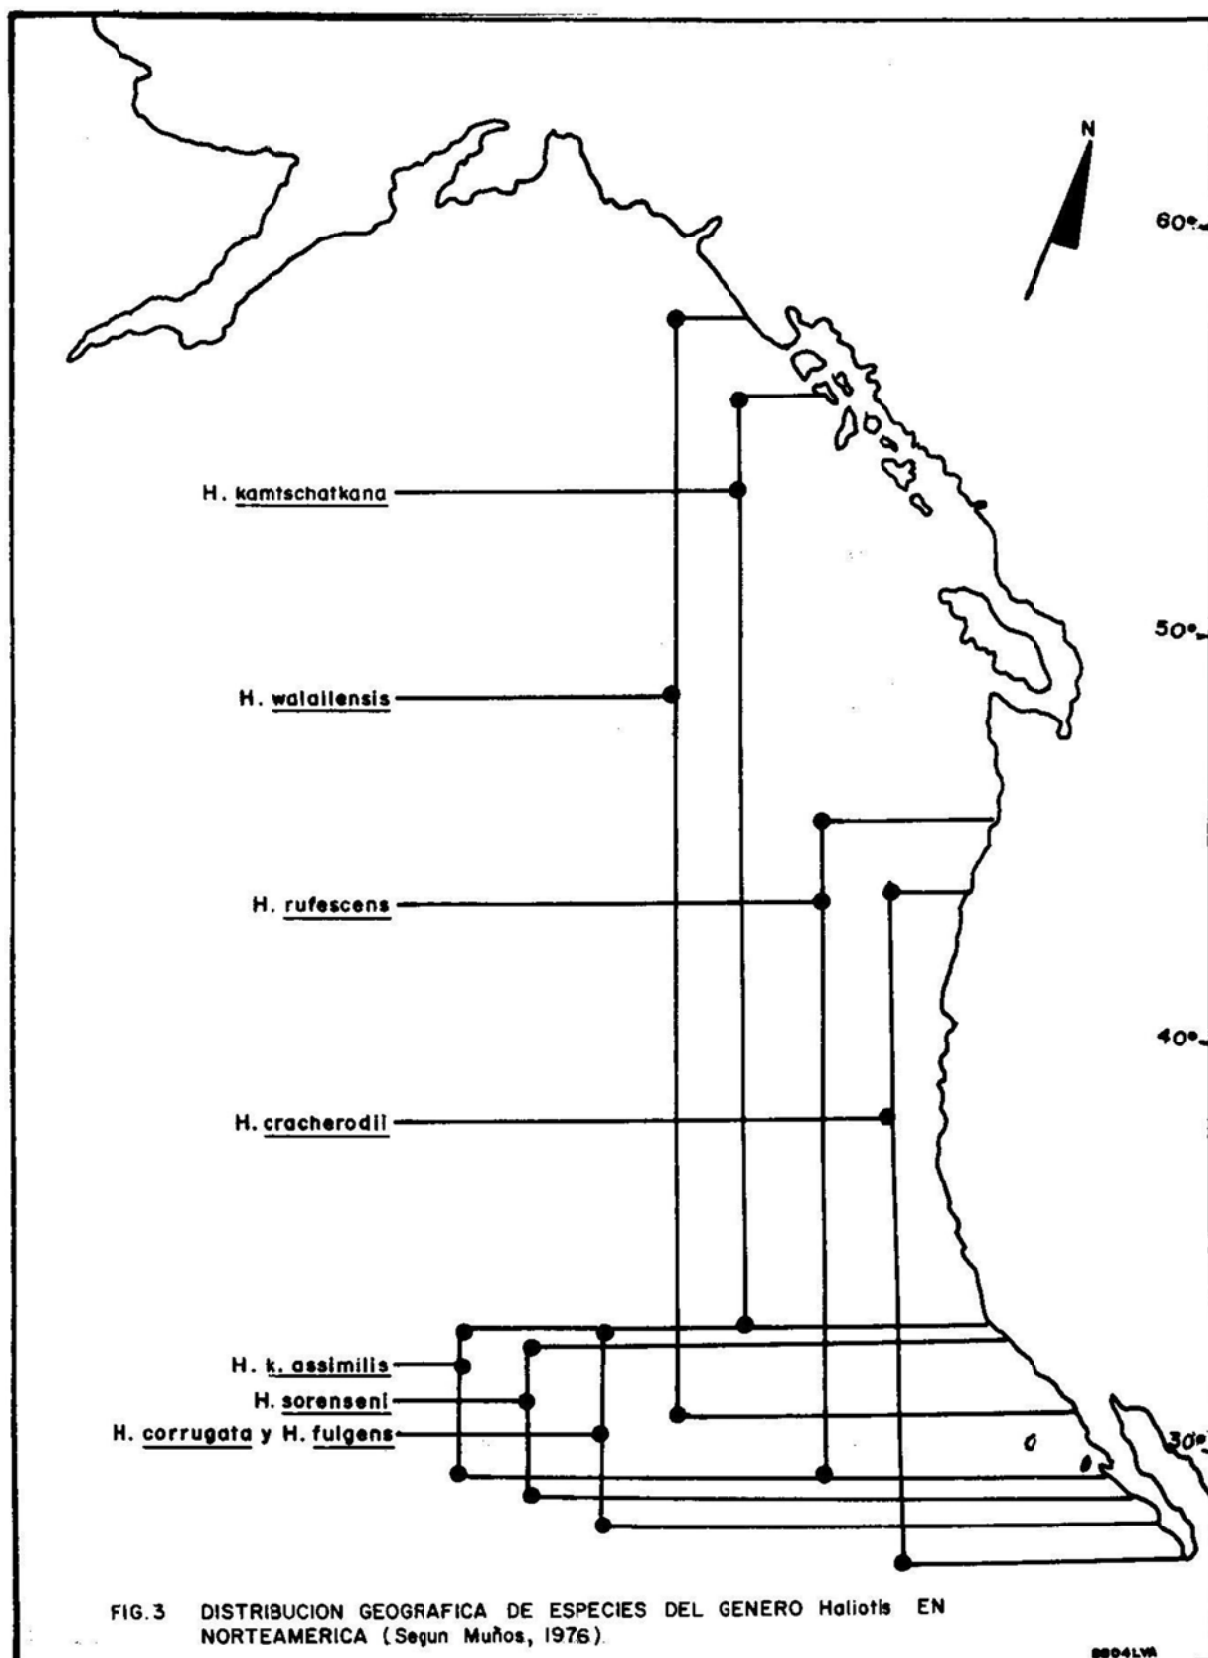 N
60°
H. kamtschatkana
50°
H. walallensis
H. rufescens
40°
H. cracherodii
H. k. assimilis
H. sorenseni
H. corrugata y H. fulgens
30°
FIG.3 DISTRIBUCION GEOGRAFICA DE ESPECIES DEL GENERO Haliotis EN
NORTEAMERICA (Segun Muños, 1976).